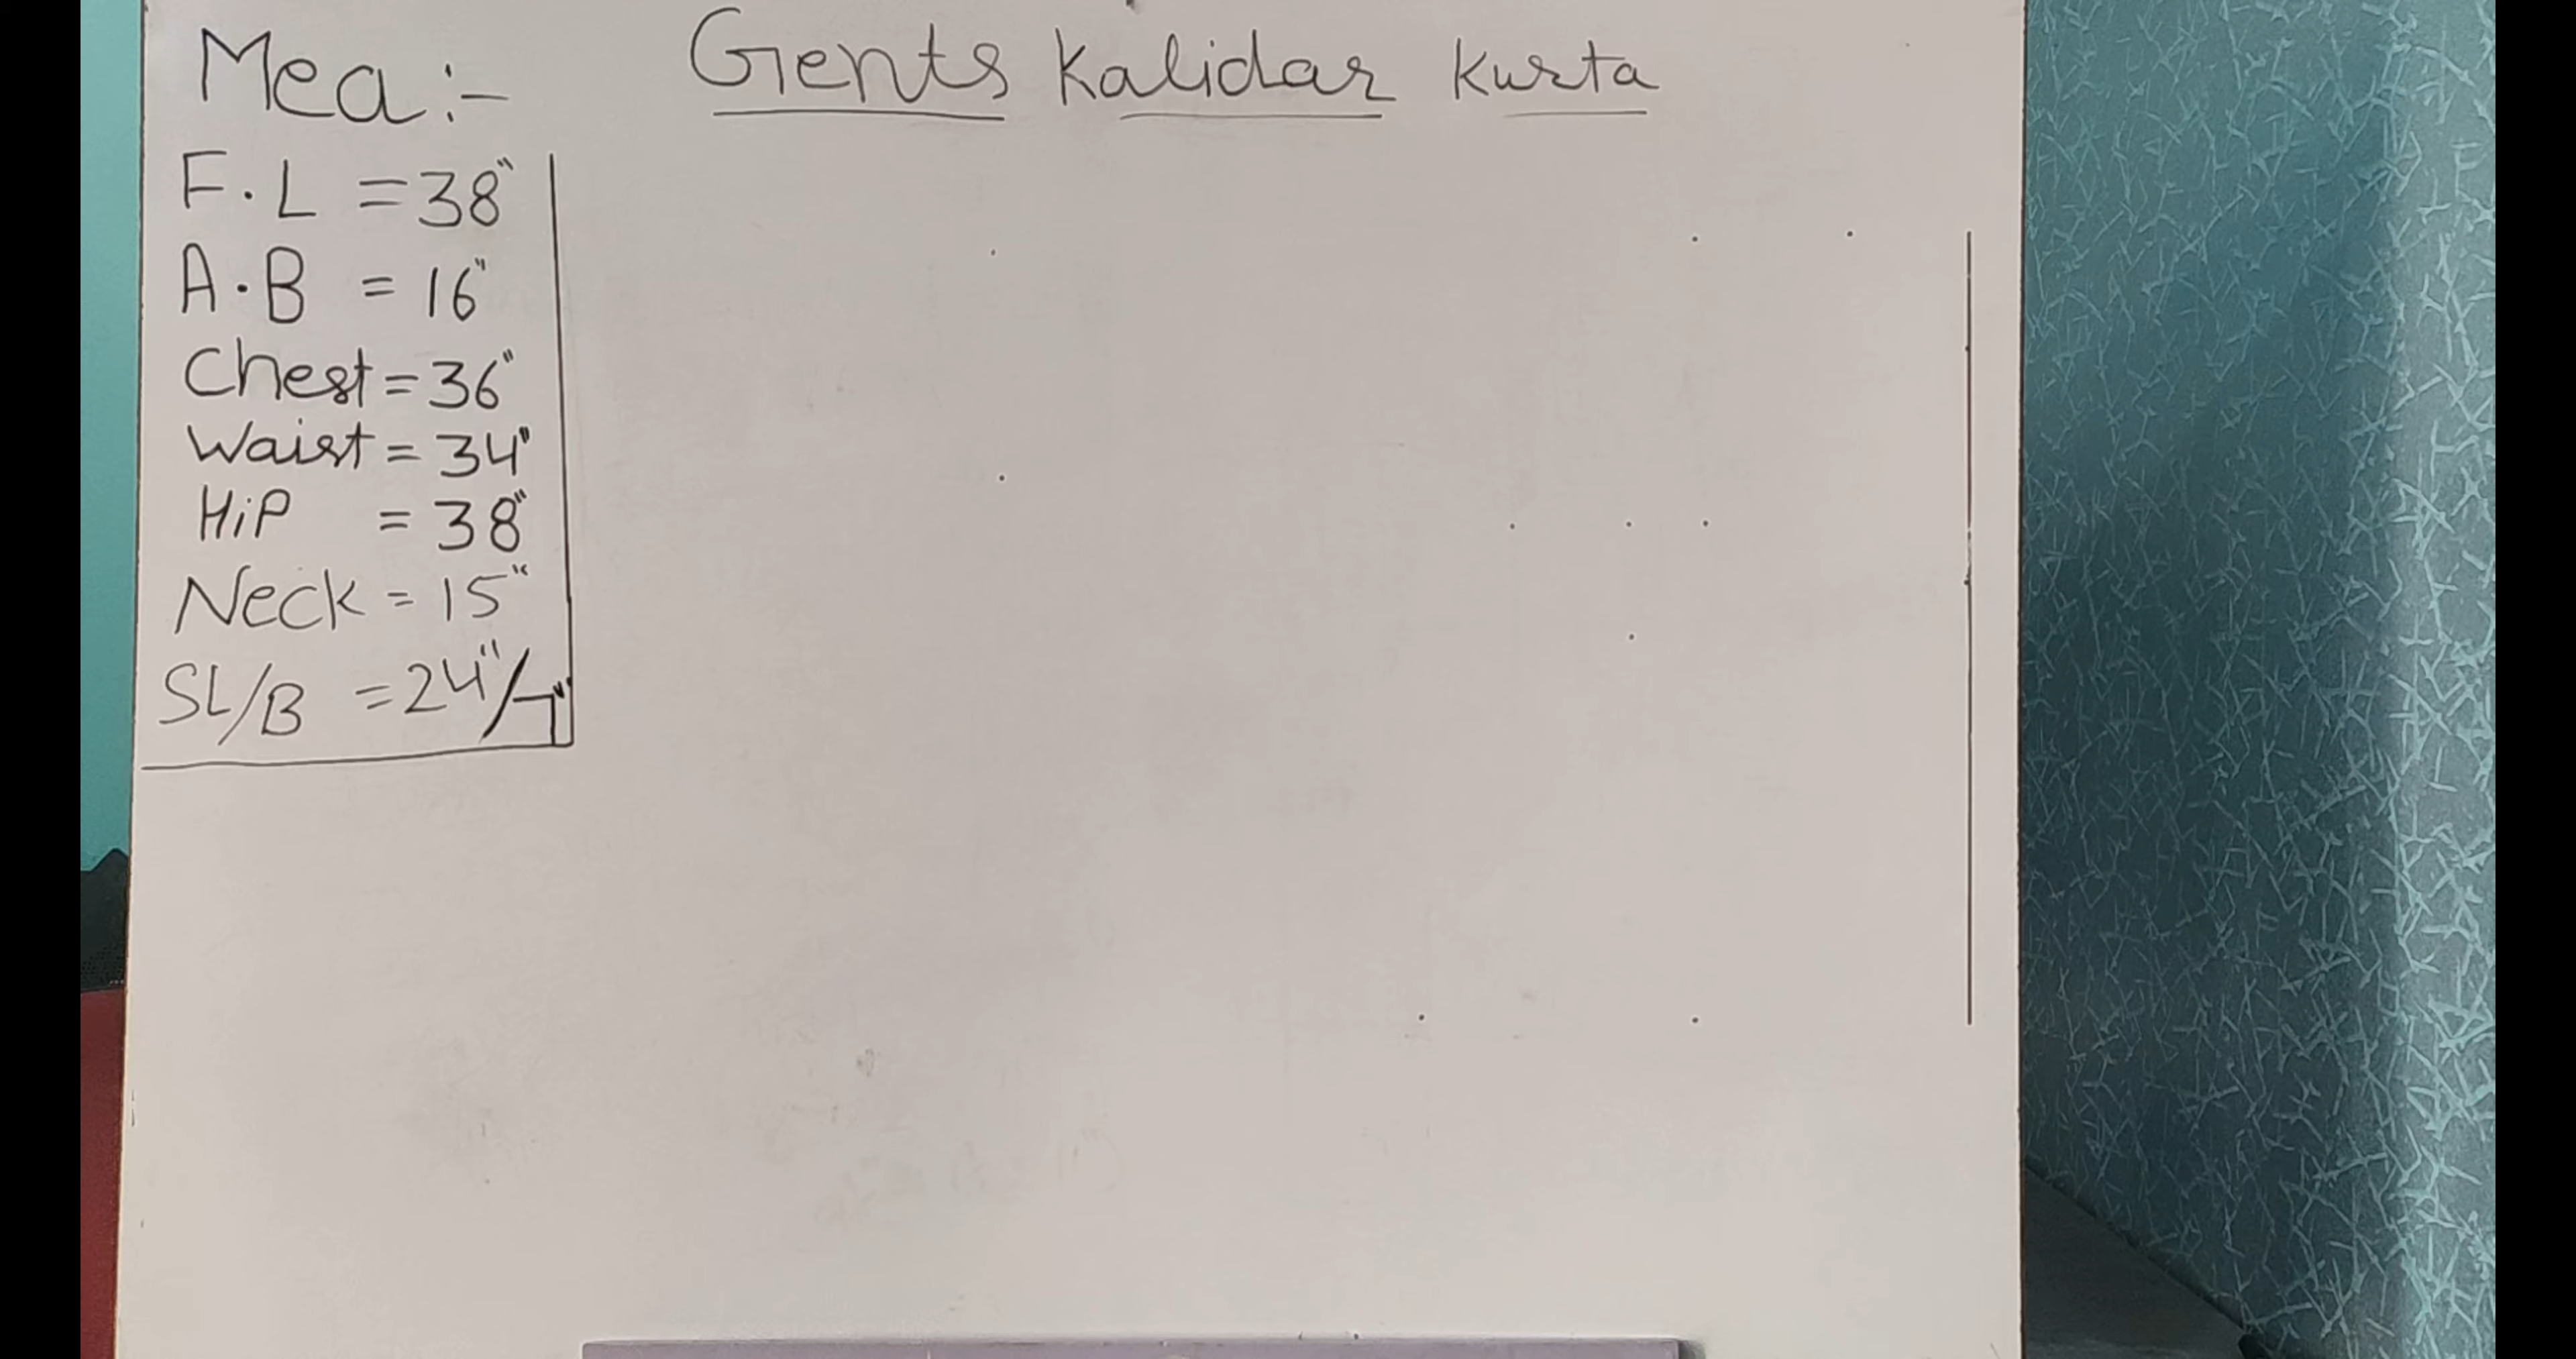 Gents Kalidar Kurta
Mea:-
F.L = 38"
A.B = 16"
Chest = 36"
Waist = 34"
Hip = 38"
Neck = 15"
SL/B = 24"/7"